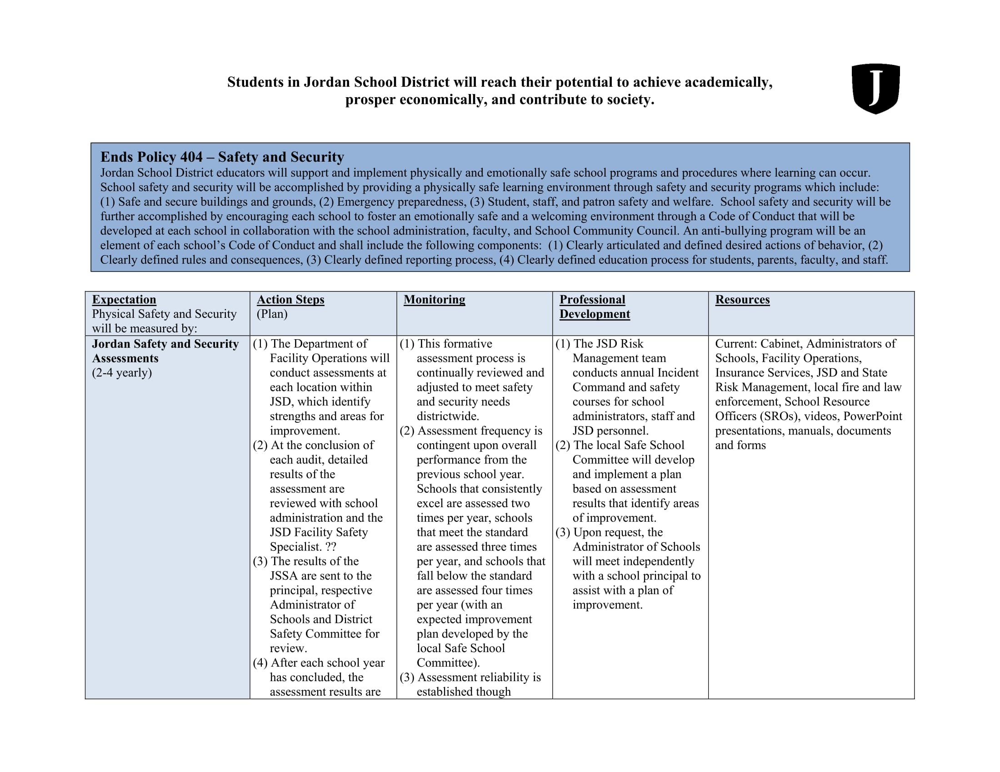 Students in Jordan School District will reach their potential to achieve academically,
prosper economically, and contribute to society.
J
Ends Policy 404 – Safety and Security
Jordan School District educators will support and implement physically and emotionally safe school programs and procedures where learning can occur.
School safety and security will be accomplished by providing a physically safe learning environment through safety and security programs which include:
(1) Safe and secure buildings and grounds, (2) Emergency preparedness, (3) Student, staff, and patron safety and welfare.  School safety and security will be
further accomplished by encouraging each school to foster an emotionally safe and a welcoming environment through a Code of Conduct that will be
developed at each school in collaboration with the school administration, faculty, and School Community Council. An anti-bullying program will be an
element of each school’s Code of Conduct and shall include the following components:  (1) Clearly articulated and defined desired actions of behavior, (2)
Clearly defined rules and consequences, (3) Clearly defined reporting process, (4) Clearly defined education process for students, parents, faculty, and staff.
Expectation
Physical Safety and Security
will be measured by:
Action Steps
(Plan)
Monitoring
Professional
Development
Resources
Jordan Safety and Security
Assessments
(2-4 yearly)
(1) The Department of
Facility Operations will
conduct assessments at
each location within
JSD, which identify
strengths and areas for
improvement.
(2) At the conclusion of
each audit, detailed
results of the
assessment are
reviewed with school
administration and the
JSD Facility Safety
Specialist. ??
(3) The results of the
JSSA are sent to the
principal, respective
Administrator of
Schools and District
Safety Committee for
review.
(4) After each school year
has concluded, the
assessment results are
(1) This formative
assessment process is
continually reviewed and
adjusted to meet safety
and security needs
districtwide.
(2) Assessment frequency is
contingent upon overall
performance from the
previous school year.
Schools that consistently
excel are assessed two
times per year, schools
that meet the standard
are assessed three times
per year, and schools that
fall below the standard
are assessed four times
per year (with an
expected improvement
plan developed by the
local Safe School
Committee).
(3) Assessment reliability is
established though
(1) The JSD Risk
Management team
conducts annual Incident
Command and safety
courses for school
administrators, staff and
JSD personnel.
(2) The local Safe School
Committee will develop
and implement a plan
based on assessment
results that identify areas
of improvement.
(3) Upon request, the
Administrator of Schools
will meet independently
with a school principal to
assist with a plan of
improvement.
Current: Cabinet, Administrators of
Schools, Facility Operations,
Insurance Services, JSD and State
Risk Management, local fire and law
enforcement, School Resource
Officers (SROs), videos, PowerPoint
presentations, manuals, documents
and forms